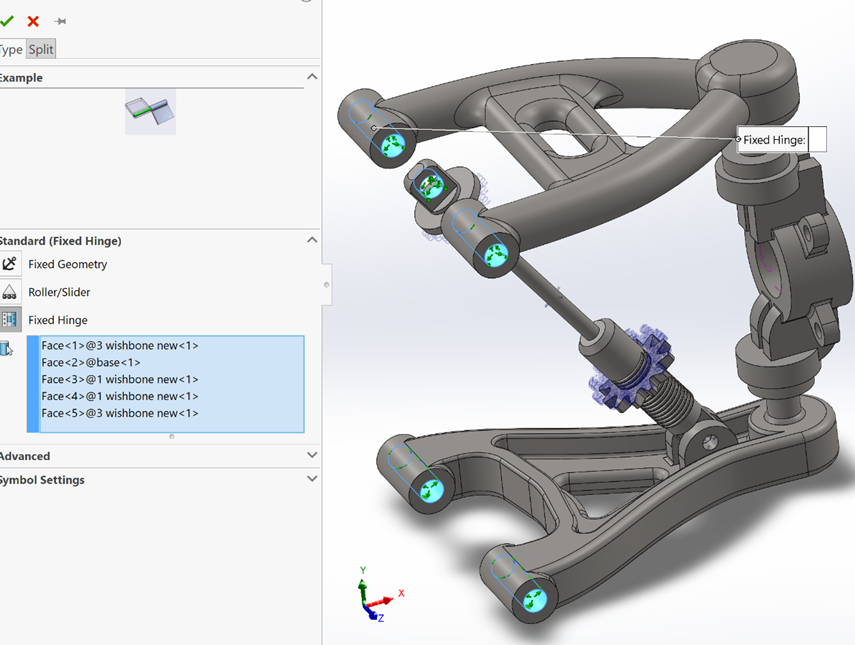 Type Split
Example
Fixed Hinge:
Standard (Fixed Hinge)
Fixed Geometry
Roller/Slider
Fixed Hinge
Face<1>@3 wishbone new<1>
Face<2>@base<1>
Face<3>@1 wishbone new<1>
Face<4>@1 wishbone new<1>
Face<5>@3 wishbone new<1>
Advanced
Symbol Settings
Y
X
Z